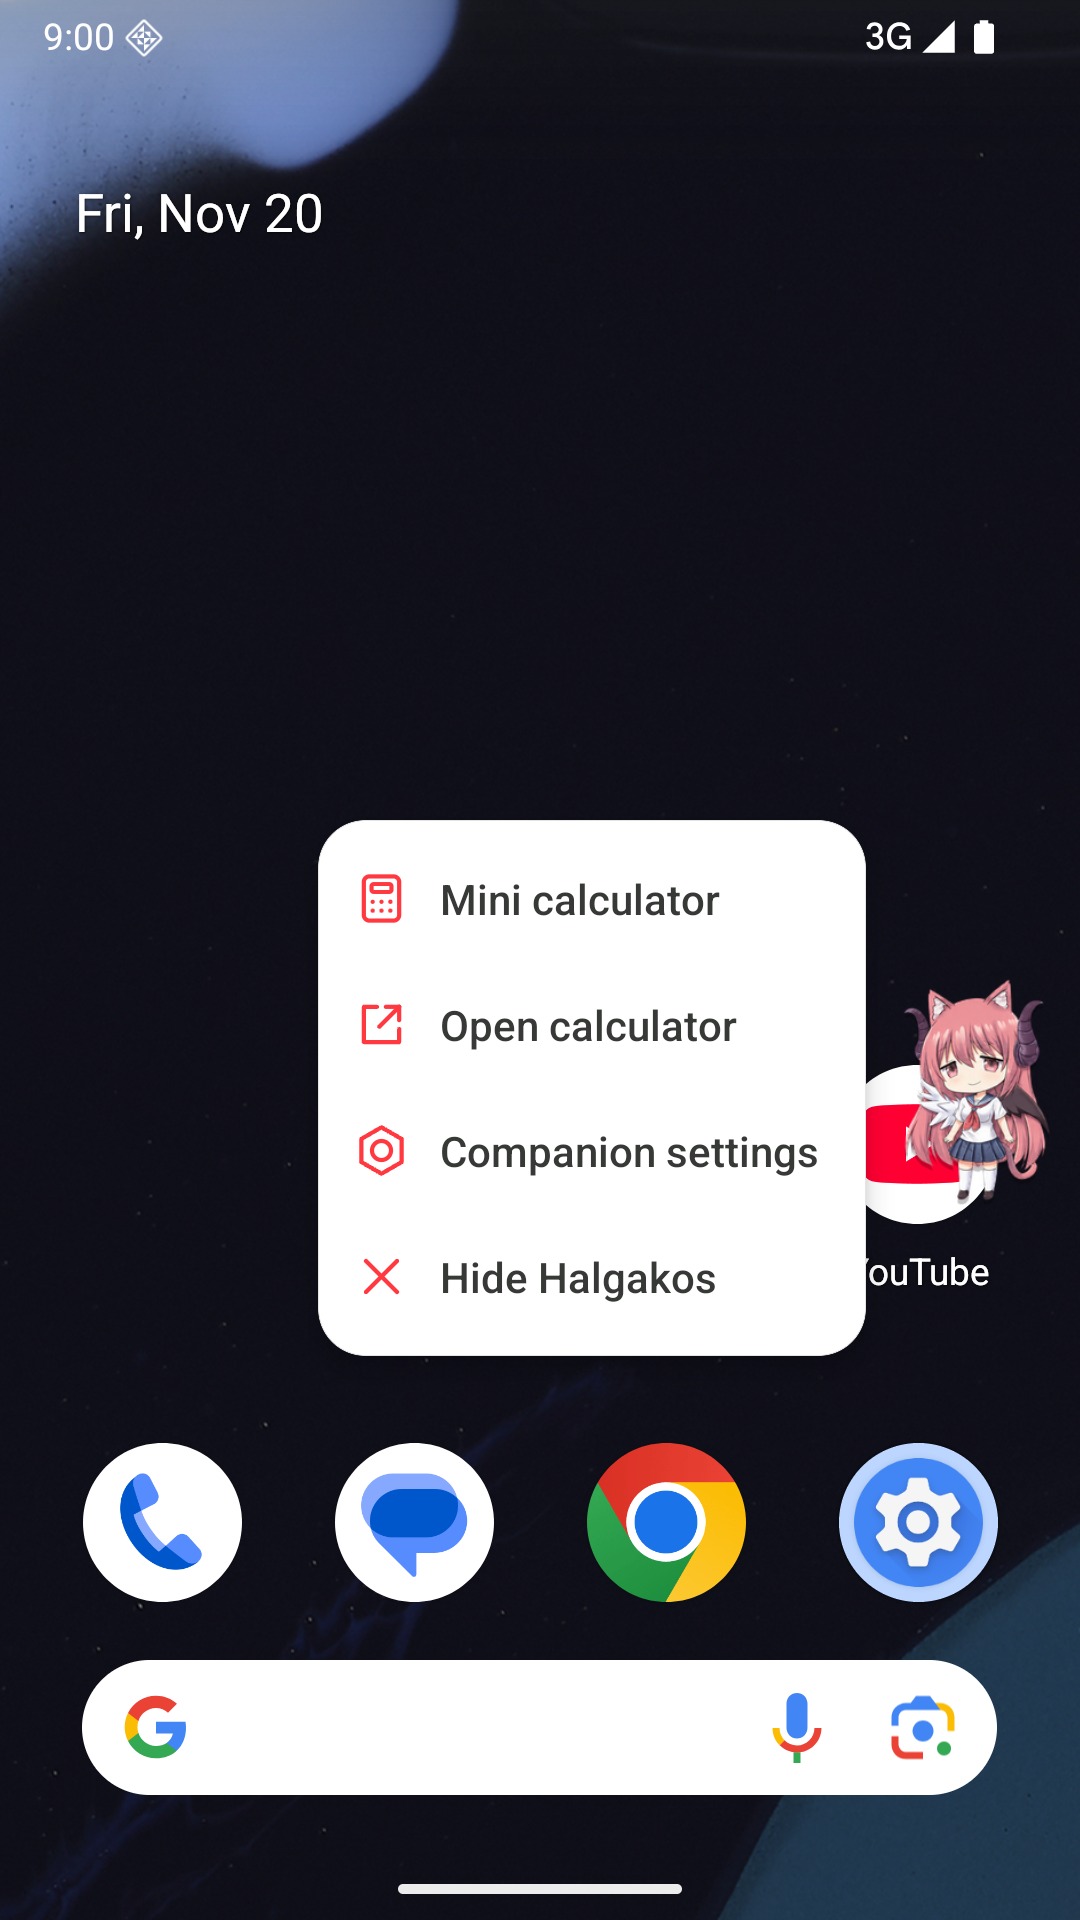 9:00
3G
Fri, Nov 20
Mini calculator
Open calculator
Companion settings
Hide Halgakos
ouTube